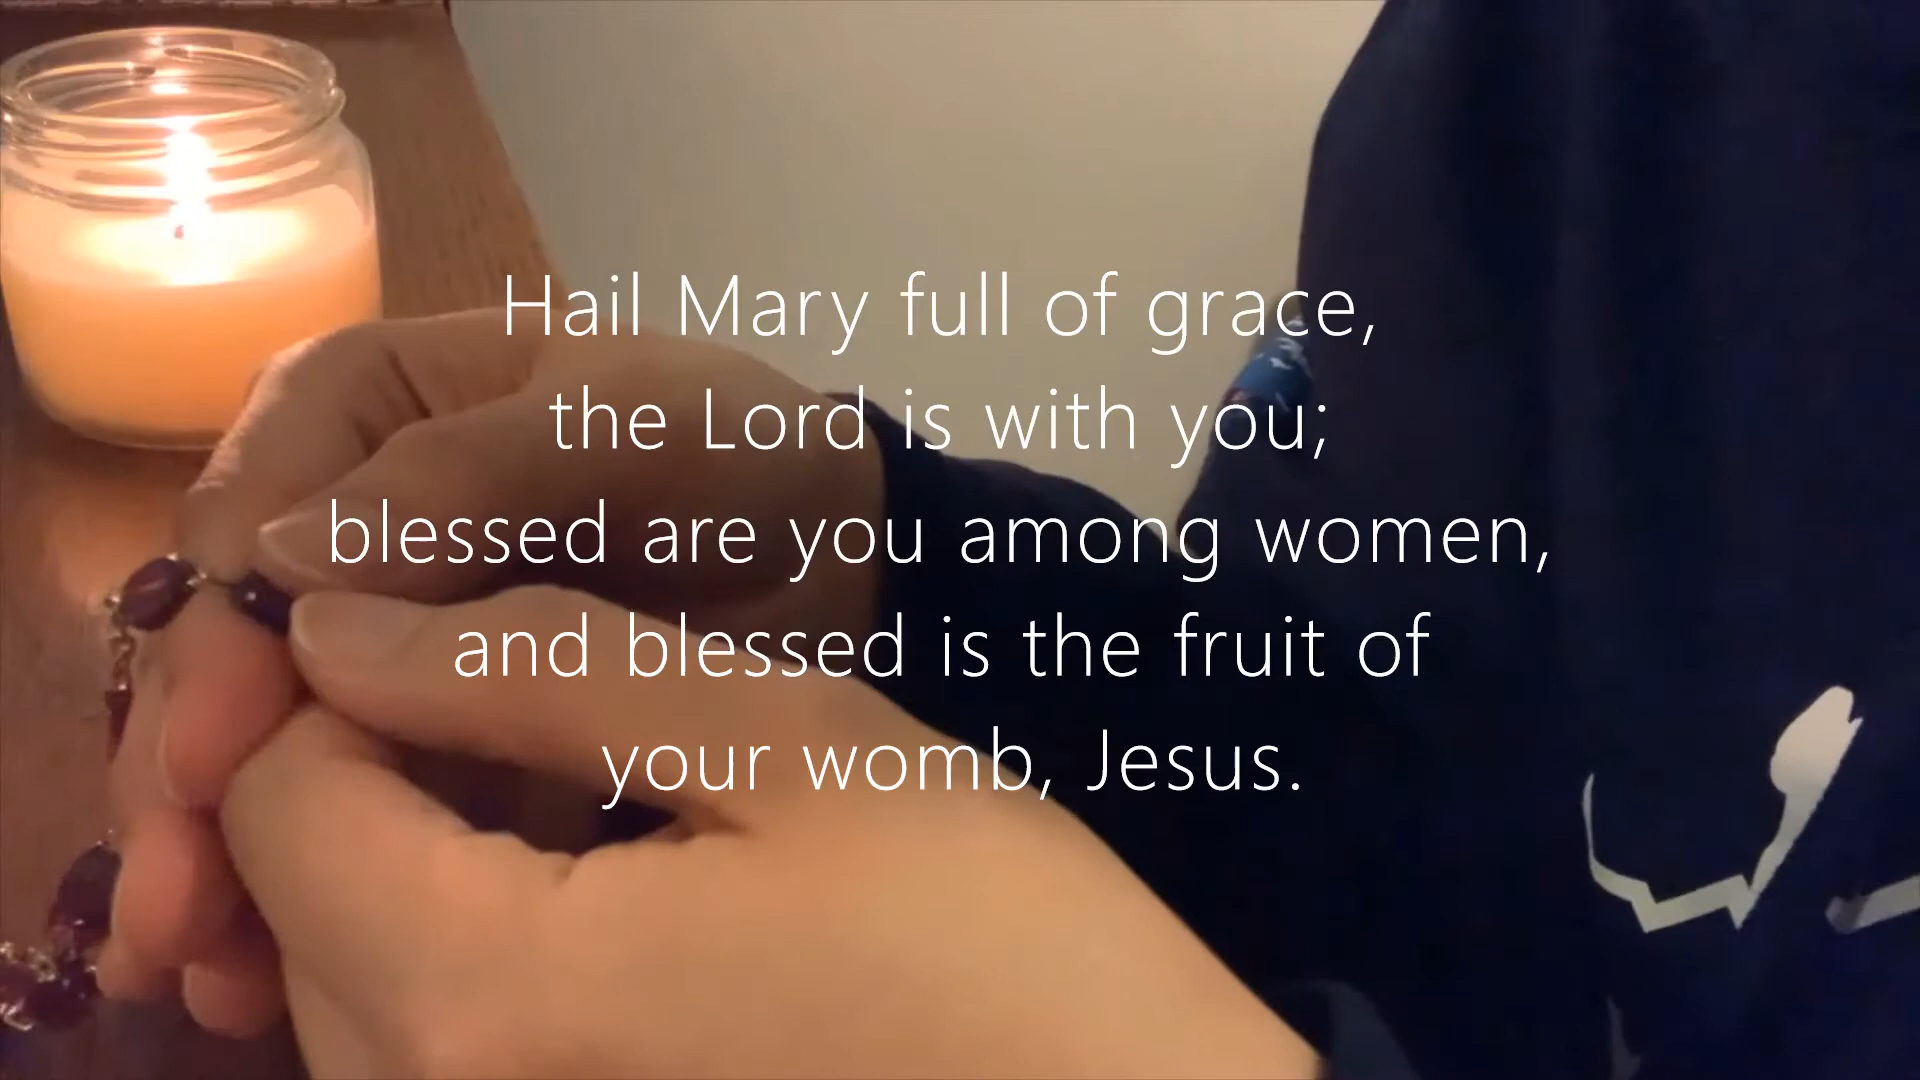 Hail Mary full of grace,
the Lord is with you;
blessed are you among women,
and blessed is the fruit of
your womb, Jesus.